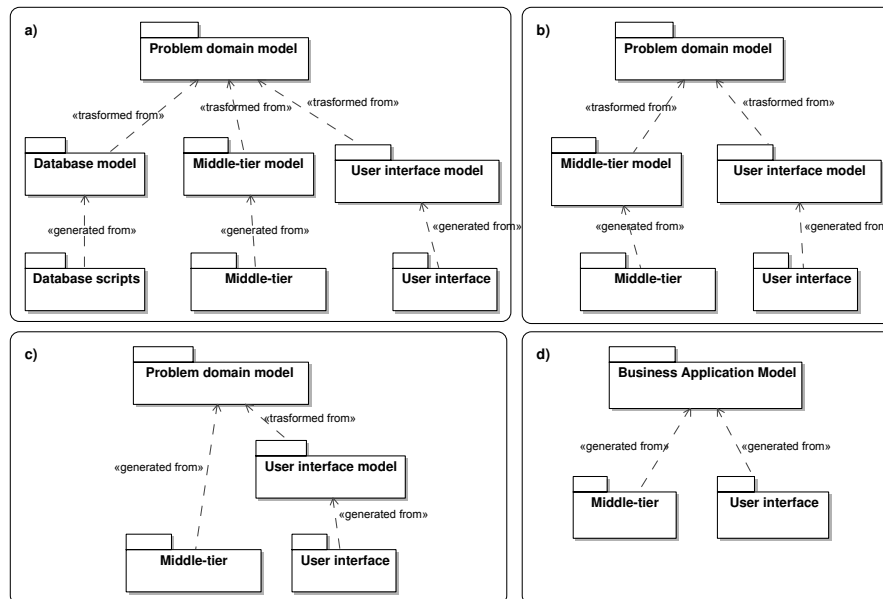 a)
Problem domain model
«trasformed from»
«trasformed from»
«trasformed from»
Database model
Middle-tier model
User interface model
«generated from»
«generated from»
«generated from»
Database scripts
Middle-tier
User interface
b)
Problem domain model
«trasformed from»
«trasformed from»
Middle-tier model
User interface model
«generated from»
«generated from»
Middle-tier
User interface
c)
Problem domain model
«trasformed from»
«generated from»
User interface model
«generated from»
Middle-tier
User interface
d)
Business Application Model
«generated from»
«generated from»
Middle-tier
User interface